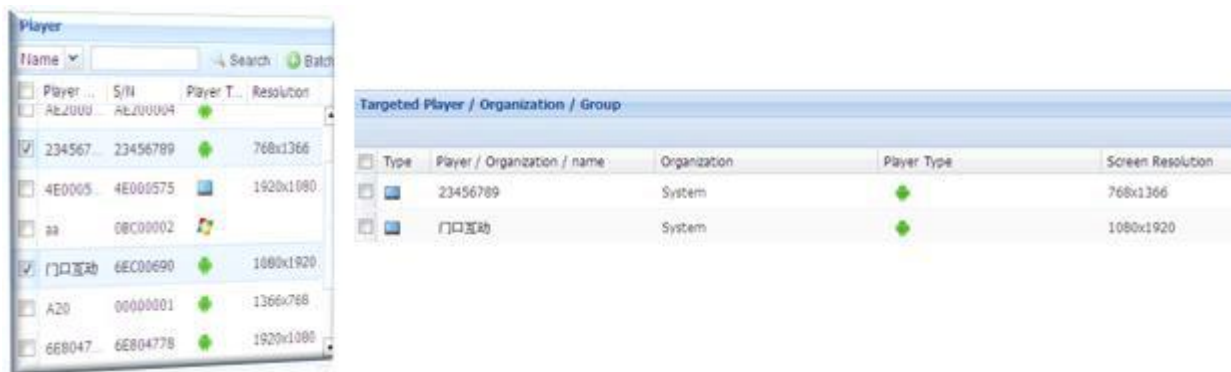 Player
Name Search Batch
Player ... S/N Player T... Resolution
AE2000... AE200004
234567... 23456789 768x1366
4E0005... 4E000575 1920x1080
aa 0BC00002
门口互动 6EC00690 1080x1920
A20 00000001 1366x768
6E8047... 6E804778 1920x1080
Targeted Player / Organization / Group
Type Player / Organization / name Organization Player Type Screen Resolution
23456789 System 768x1366
门口互动 System 1080x1920